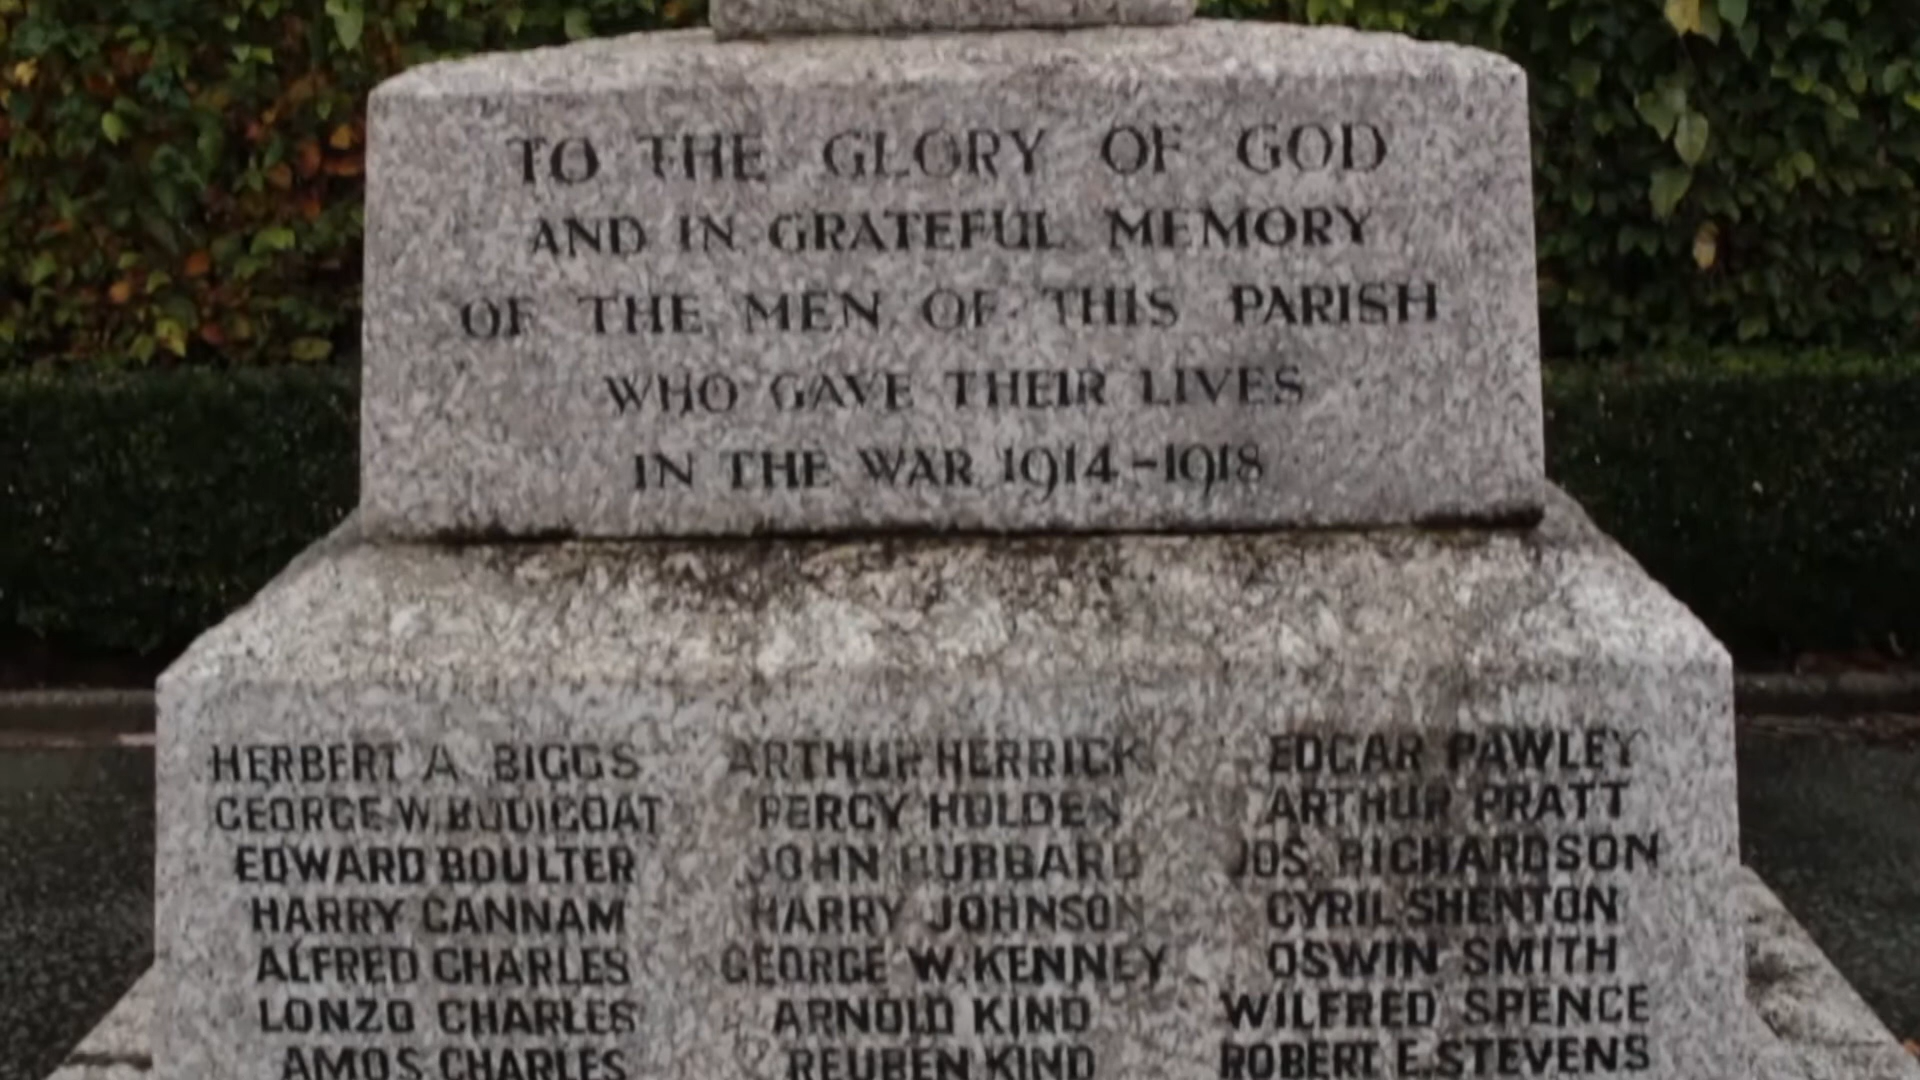 TO THE GLORY OF GOD
AND IN GRATEFUL MEMORY
OF THE MEN OF THIS PARISH
WHO GAVE THEIR LIVES
IN THE WAR 1914-1918
HERBERT A BIGGS
GEORGE W. BODICOAT
EDWARD BOULTER
HARRY CANNAM
ALFRED CHARLES
LONZO CHARLES
AMOS CHARLES
ARTHUR HERRICK
PERCY HOLDEN
JOHN HUBBARD
HARRY JOHNSON
GEORGE W. KENNEY
ARNOLD KIND
REUBEN KIND
EDGAR PAWLEY
ARTHUR PRATT
JOS. RICHARDSON
CYRIL SHENTON
OSWIN SMITH
WILFRED SPENCE
ROBERT E. STEVENS